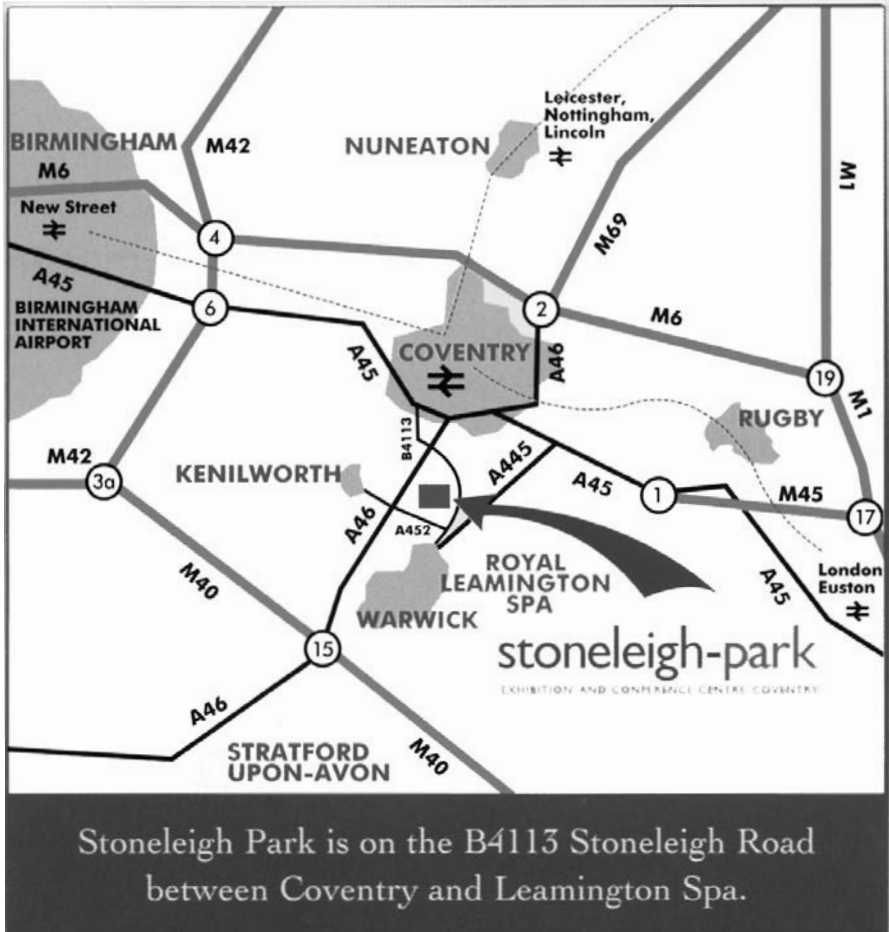 Leicester,
Nottingham,
Lincoln
BIRMINGHAM
M42
NUNEATON
M6
M1
New Street
4
M69
A45
6
2
BIRMINGHAM
INTERNATIONAL
AIRPORT
M6
A45
COVENTRY
A46
19
M1
RUGBY
B4113
M42
3a
KENILWORTH
A445
A45
1
M45
17
A46
A452
ROYAL
LEAMINGTON
SPA
London
Euston
A45
M40
WARWICK
15
stoneleigh-park
EXHIBITION AND CONFERENCE CENTRE COVENTRY
A46
STRATFORD
UPON-AVON
M40
Stoneleigh Park is on the B4113 Stoneleigh Road
between Coventry and Leamington Spa.